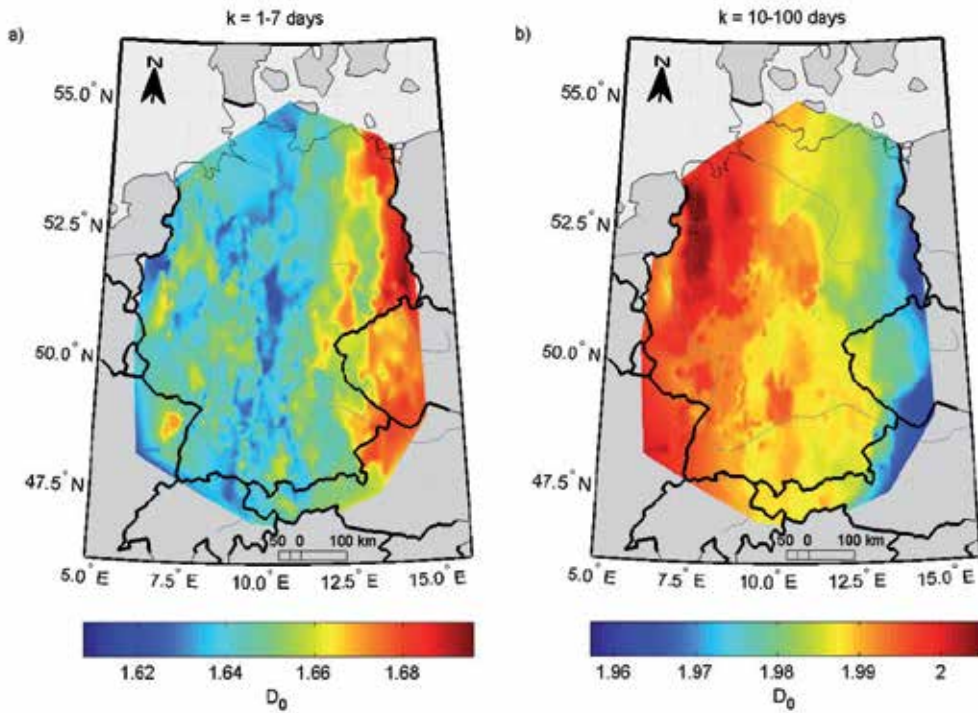 k = 1-7 days
a)
N
55.0° N
52.5° N
50.0° N
47.5° N
50 0 100 km
5.0° E 7.5° E 10.0° E 12.5° E 15.0° E
1.62 1.64 1.66 1.68
D0
k = 10-100 days
b)
N
55.0° N
52.5° N
50.0° N
47.5° N
50 0 100 km
5.0° E 7.5° E 10.0° E 12.5° E 15.0° E
1.96 1.97 1.98 1.99 2
D0